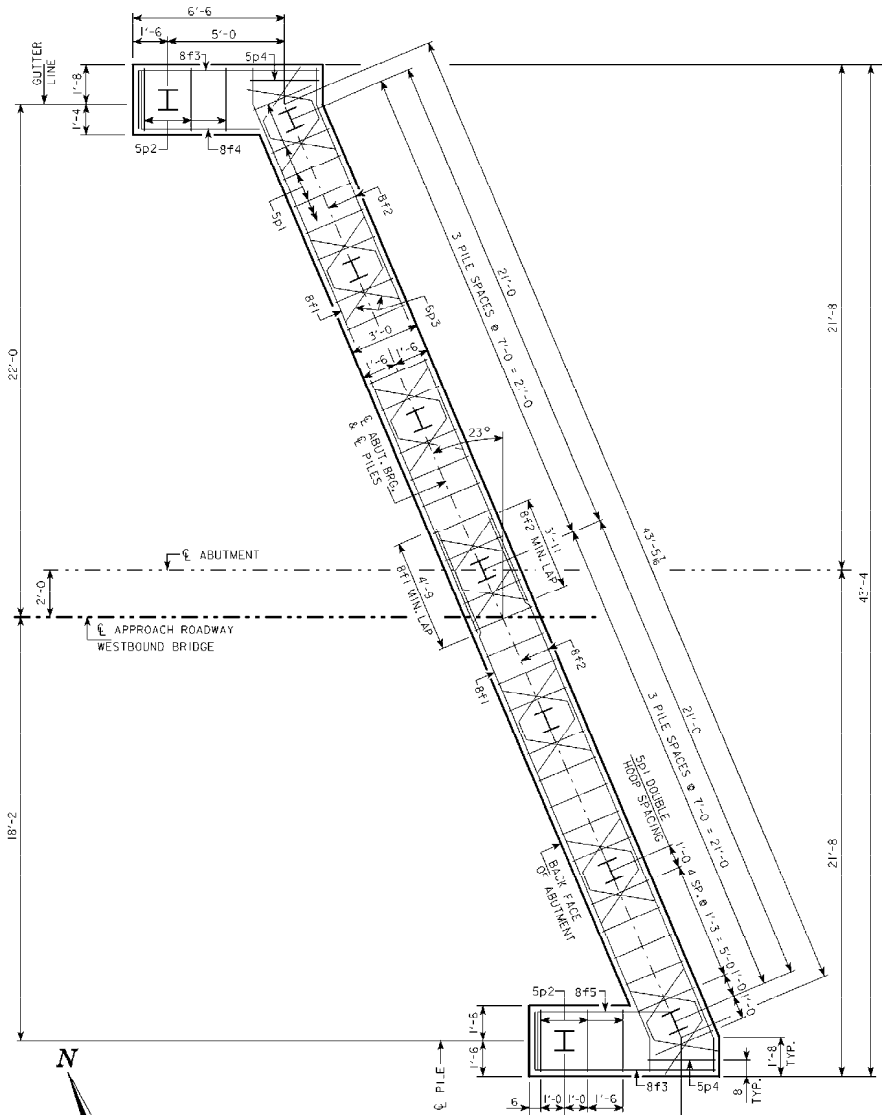 6'-6
1'-6
5'-0
8f3
5p4
GUTTER
LINE
1'-8
1'-4
5p2
8f4
5p1
8f2
3 PILE SPACES @ 7'-0 = 21'-0
21'-0
21'-8
22'-0
8f1
5p3
3'-0
1'-6
1'-6
23°
℄ ABUT. BRG.
& ℄ PILES
43'-5 7/16
43'-4
℄ ABUTMENT
2'-0
3'-11
8f2 MIN. LAP
4'-9
8f1 MIN. LAP
℄ APPROACH ROADWAY
WESTBOUND BRIDGE
8f2
8f1
3 PILE SPACES @ 7'-0 = 21'-0
21'-0
18'-2
5p1 DOUBLE
HOOP SPACING
21'-8
1'-0
4 SP. @ 1'-3 = 5'-0
1'-0
1'-0
BACK FACE
OF ABUTMENT
5p2
8f5
1'-6
1'-6
N
℄ PILE
8f3
5p4
1'-8
TYP.
8
TYP.
6
1'-0
1'-0
1'-6